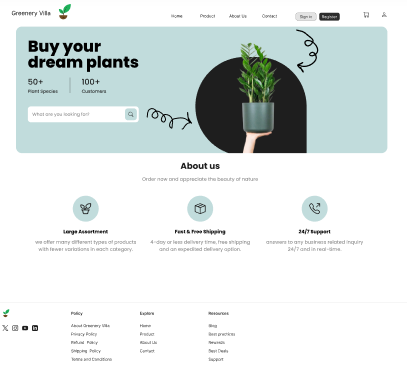 Greenery Villa
Home Product About Us Contact Sign in Register
Buy your
dream plants
50+ 100+
Plant Species Customers
What are you looking for?
About us
Order now and appreciate the beauty of nature
Large Assortment
we offer many different types of products
with fewer variations in each category.
Fast & Free Shipping
4-day or less delivery time, free shipping
and an expedited delivery option.
24/7 Support
answers to any business related inquiry
24/7 and in real-time.
Policy
About Greenery Villa
Privacy Policy
Refund Policy
Shipping Policy
Terms and Conditions
Explore
Home
Product
About Us
Contact
Resources
Blog
Best practices
Rewards
Best Deals
Support